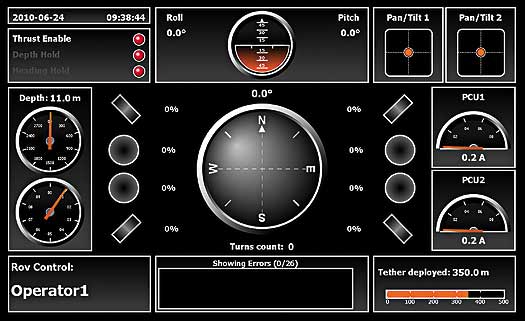 2010-06-24 09:38:44
Thrust Enable
Depth Hold
Heading Hold
Roll Pitch
0.0° 0.0°
Pan/Tilt 1 Pan/Tilt 2
Depth: 11.0 m
0.0°
N
W E
S
0% 0%
0% 0%
0% 0%
0% 0%
Turns count: 0
PCU1
0.2 A
PCU2
0.2 A
Rov Control:
Operator1
Showing Errors (0/26)
Tether deployed: 350.0 m
0 100 200 300 400 500